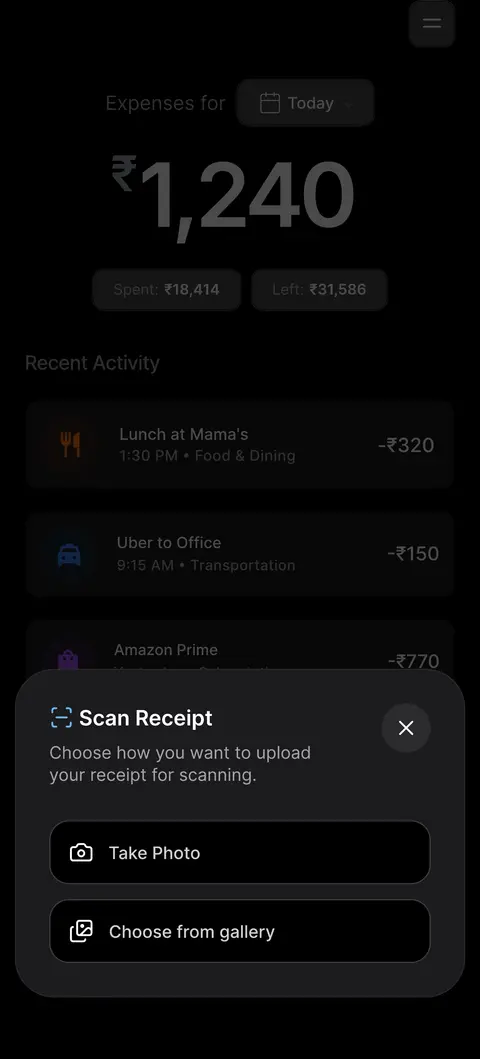 Expenses for Today
₹1,240
Spent: ₹18,414 Left: ₹31,586
Recent Activity
Lunch at Mama's
1:30 PM • Food & Dining
-₹320
Uber to Office
9:15 AM • Transportation
-₹150
Amazon Prime
-₹770
Scan Receipt
Choose how you want to upload
your receipt for scanning.
Take Photo
Choose from gallery